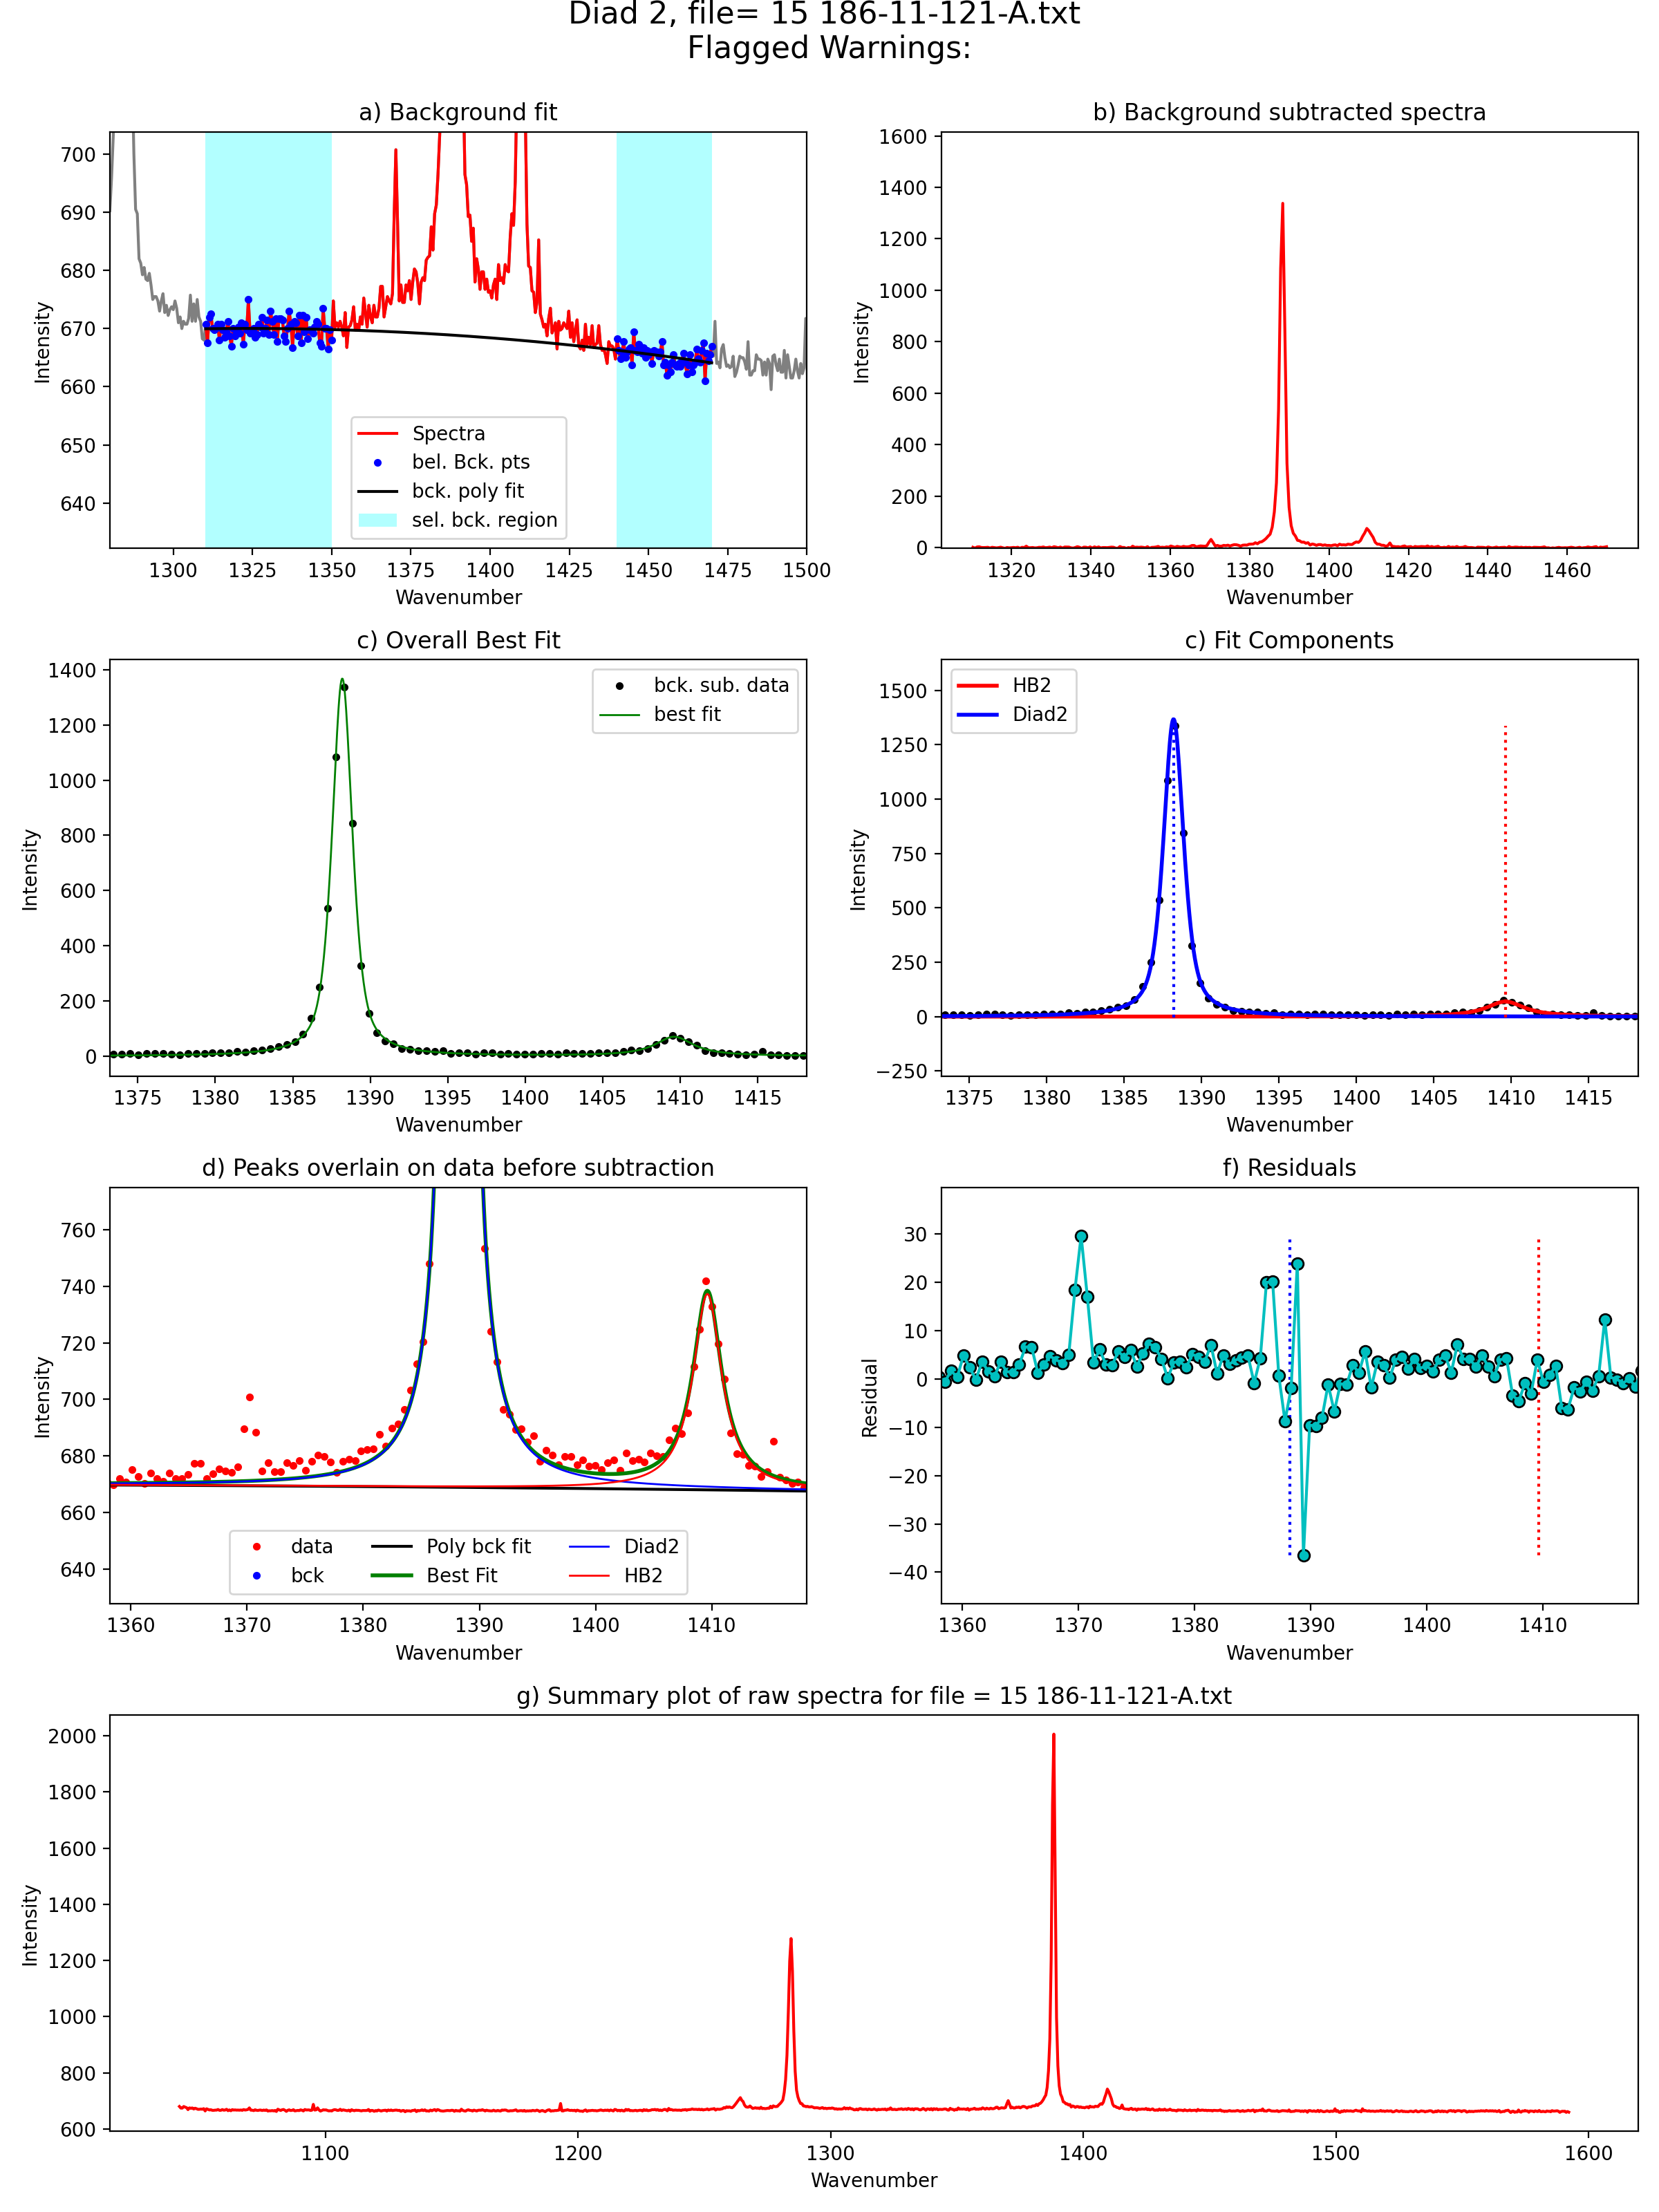 Diad 2, file= 15 186-11-121-A.txt
Flagged Warnings:
a) Background fit
700
690
680
670
660
650
640
Intensity
Spectra
bel. Bck. pts
bck. poly fit
sel. bck. region
1300 1325 1350 1375 1400 1425 1450 1475 1500
Wavenumber
b) Background subtracted spectra
1600
1400
1200
1000
800
600
400
200
0
Intensity
1320 1340 1360 1380 1400 1420 1440 1460
Wavenumber
c) Overall Best Fit
1400
1200
1000
800
600
400
200
0
Intensity
bck. sub. data
best fit
1375 1380 1385 1390 1395 1400 1405 1410 1415
Wavenumber
c) Fit Components
1500
1250
1000
750
500
250
0
−250
Intensity
HB2
Diad2
1375 1380 1385 1390 1395 1400 1405 1410 1415
Wavenumber
d) Peaks overlain on data before subtraction
760
740
720
700
680
660
640
Intensity
data
bck
Poly bck fit
Best Fit
Diad2
HB2
1360 1370 1380 1390 1400 1410
Wavenumber
f) Residuals
30
20
10
0
−10
−20
−30
−40
Residual
1360 1370 1380 1390 1400 1410
Wavenumber
g) Summary plot of raw spectra for file = 15 186-11-121-A.txt
2000
1800
1600
1400
1200
1000
800
600
Intensity
1100 1200 1300 1400 1500 1600
Wavenumber